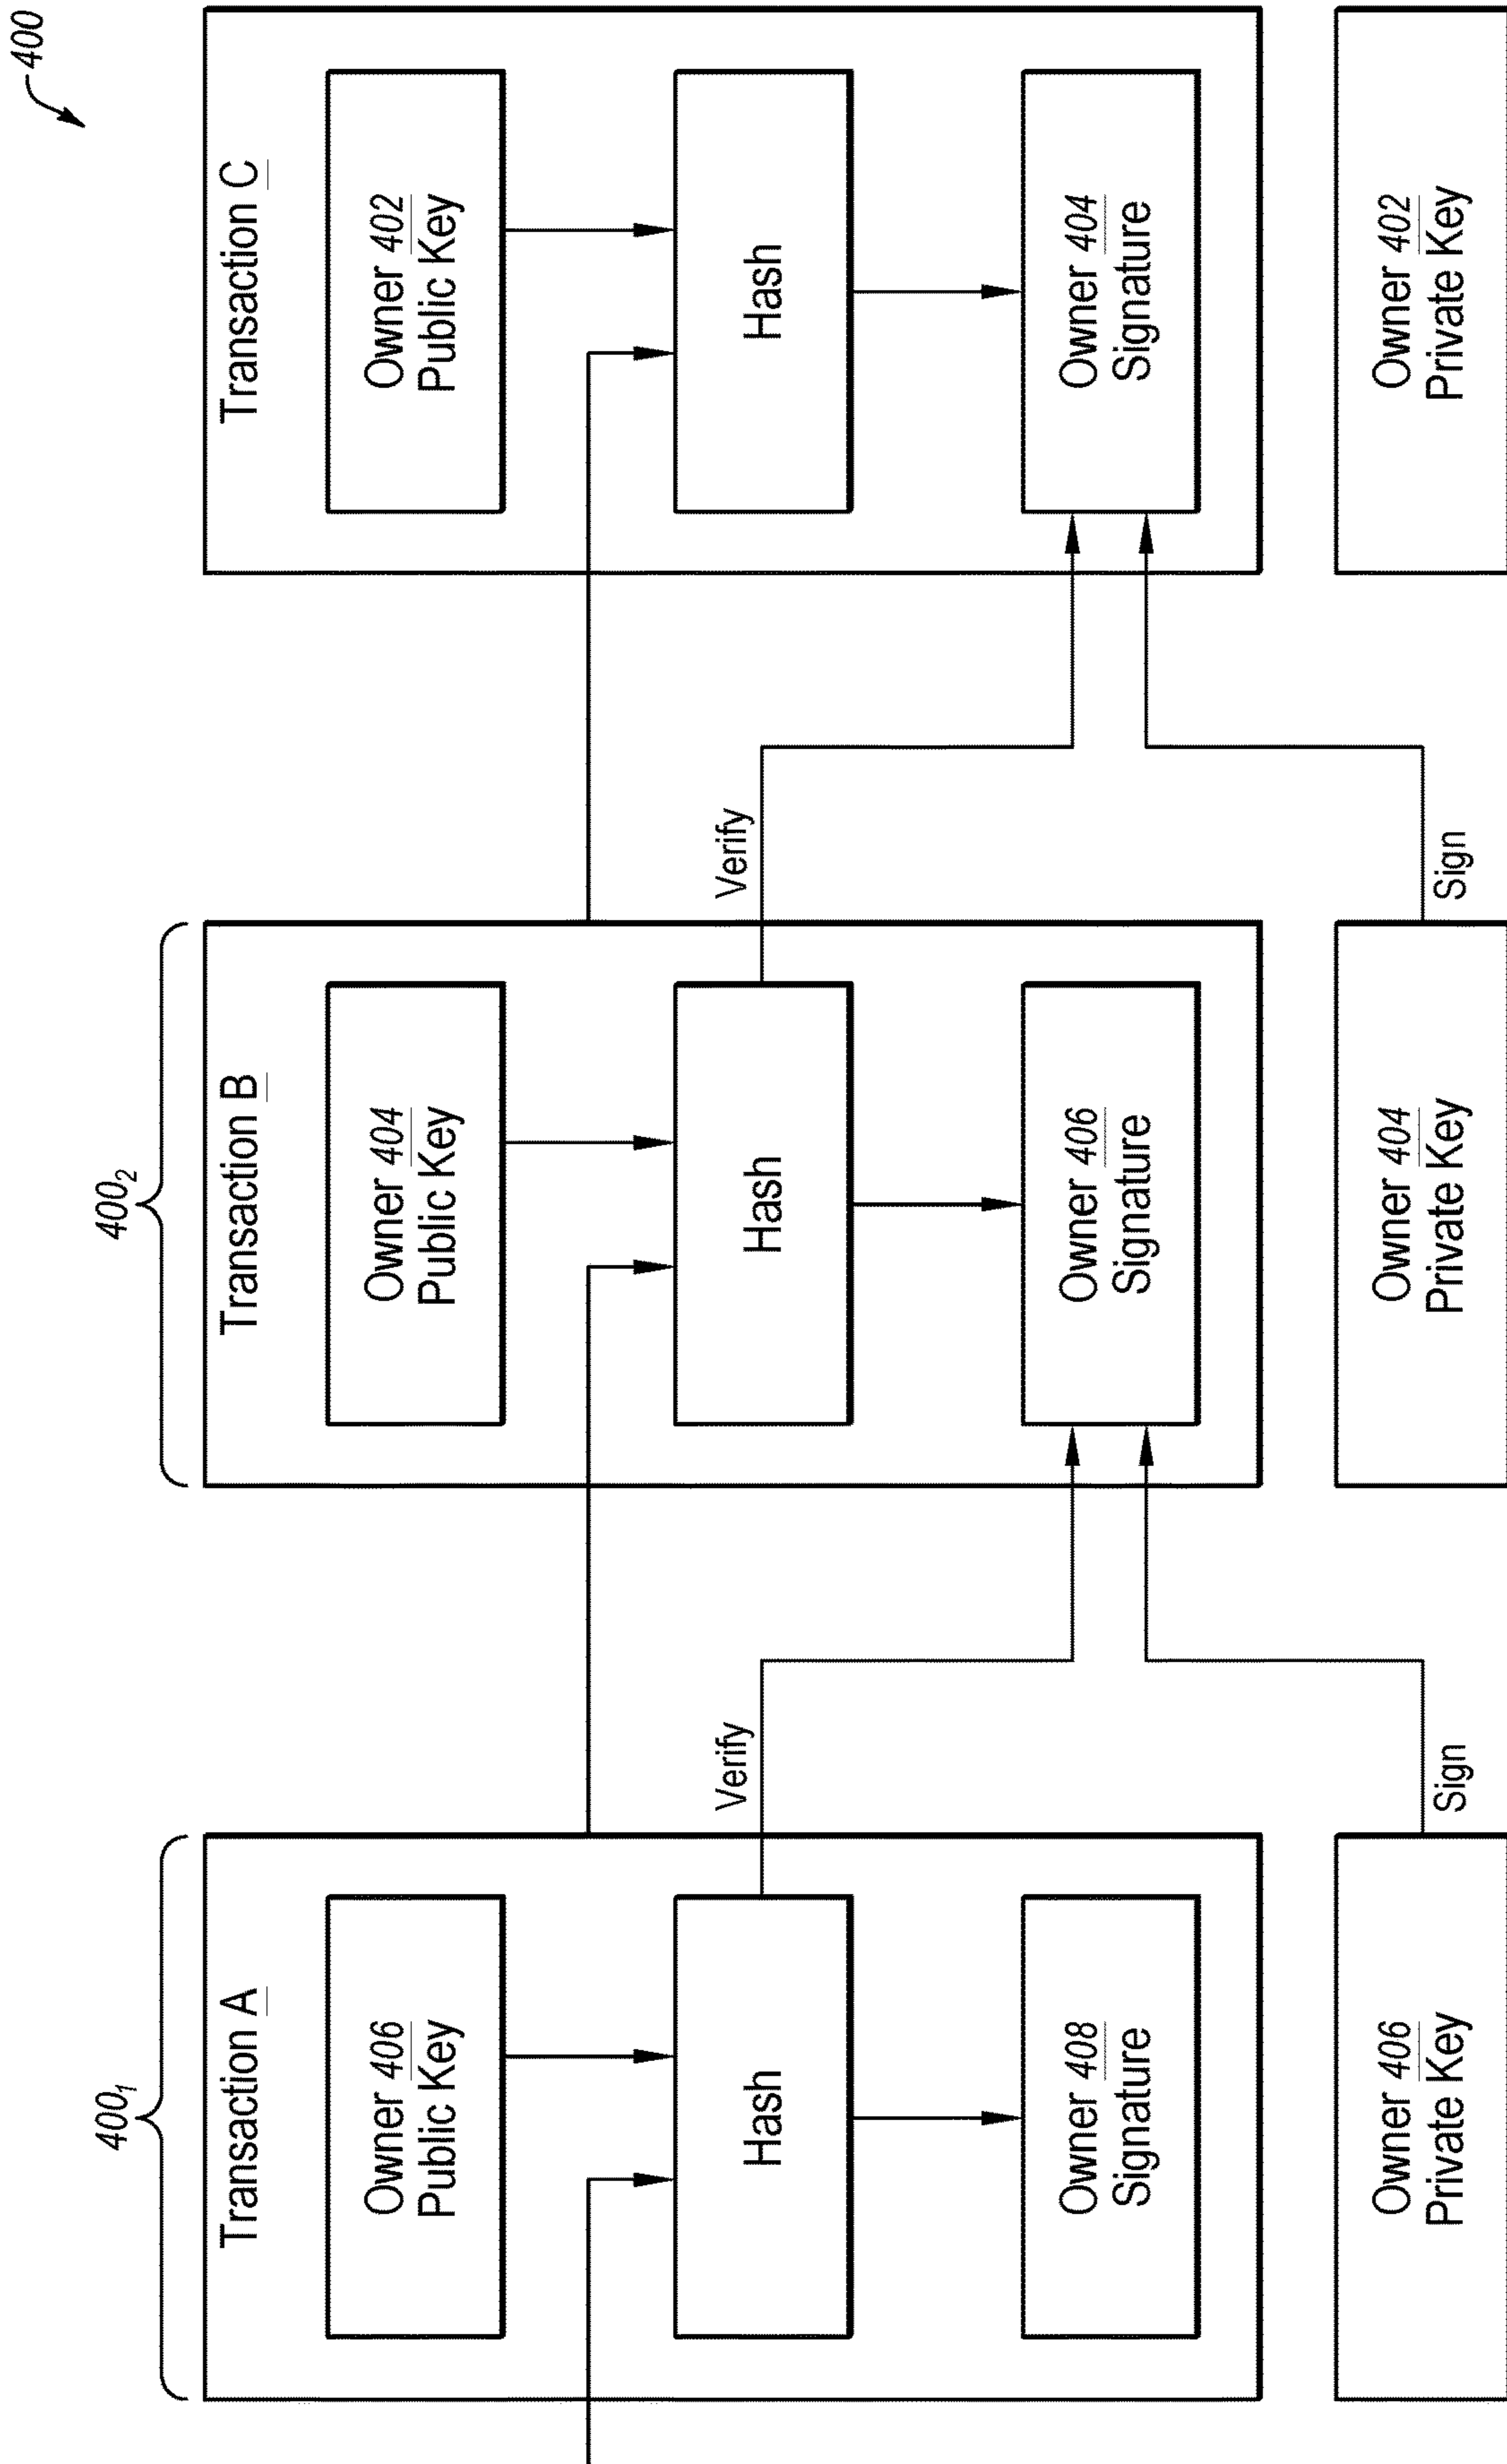 400
400₁
Transaction A
Owner 406
Public Key
Hash
Owner 408
Signature
Owner 406
Private Key
Verify
Sign
400₂
Transaction B
Owner 404
Public Key
Hash
Owner 406
Signature
Owner 404
Private Key
Verify
Sign
Transaction C
Owner 402
Public Key
Hash
Owner 404
Signature
Owner 402
Private Key